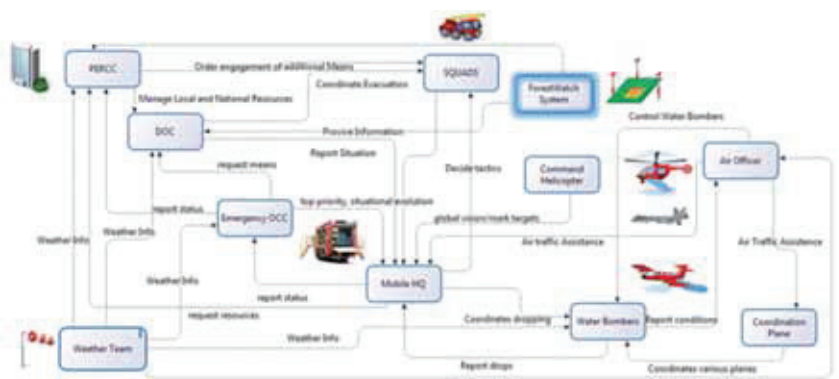 PERCC
Order engagement of additional Means
SQUADS
Coordinate Evacuation
ForestWatch
System
Manage Local and National Resources
Control Water Bombers
DOC
Provice Information
Report Situation
Air Officer
request means
Decide tactics
Command
Helicopter
top priority, situational evolution
report status
Emergency OCC
global vision/mark targets
Weather Info
Weather Info
Air traffic Assistance
Air Traffic Assistence
Weather Info
Mobile HQ
report status
request resources
Coordinates dropping
Water Bombers
Report conditions
Coordination
Plane
Weather Info
Weather Team
Report drops
Coordinates various planes